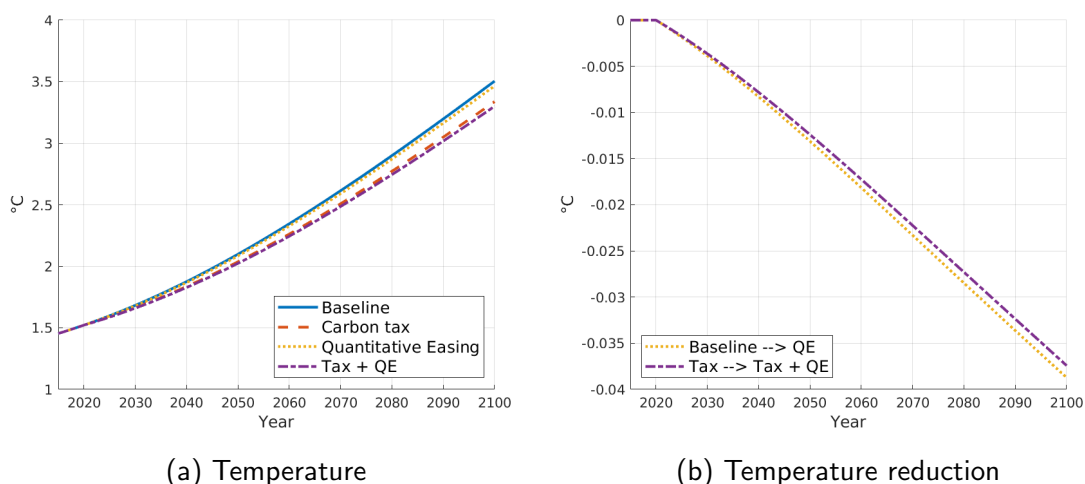 4
3.5
3
2.5
2
1.5
1
°C
2020 2030 2040 2050 2060 2070 2080 2090 2100
Year
Baseline
Carbon tax
Quantitative Easing
Tax + QE
(a) Temperature
0
-0.005
-0.01
-0.015
-0.02
-0.025
-0.03
-0.035
-0.04
°C
2020 2030 2040 2050 2060 2070 2080 2090 2100
Year
Baseline --> QE
Tax --> Tax + QE
(b) Temperature reduction